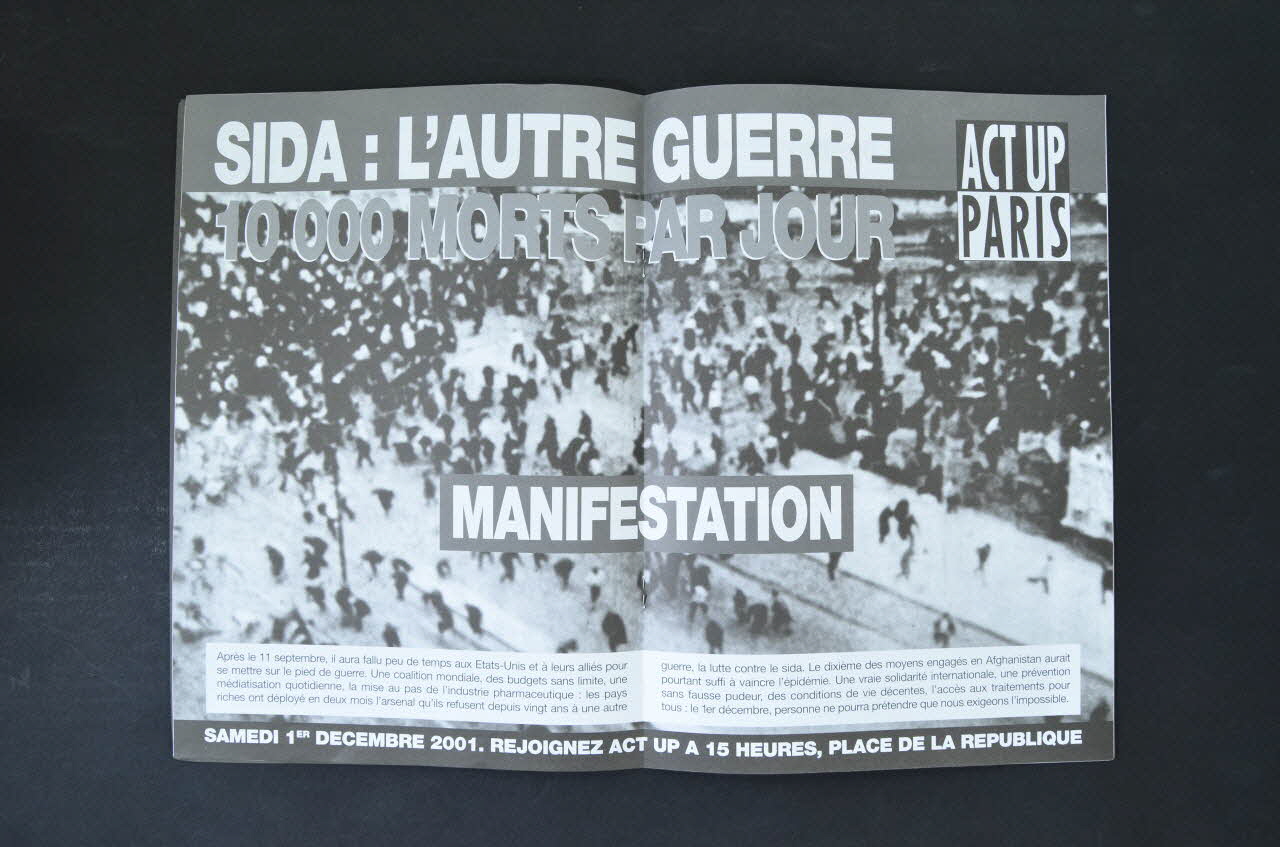 SIDA : L'AUTRE GUERRE
10 000 MORTS PAR JOUR
ACT UP
PARIS
MANIFESTATION
Après le 11 septembre, il aura fallu peu de temps aux Etats-Unis et à leurs alliés pour
se mettre sur le pied de guerre. Une coalition mondiale, des budgets sans limite, une
médiatisation quotidienne, la mise au pas de l'industrie pharmaceutique : les pays
riches ont déployé en deux mois l'arsenal qu'ils refusent depuis vingt ans à une autre
guerre, la lutte contre le sida. Le dixième des moyens engagés en Afghanistan aurait
pourtant suffi à vaincre l'épidémie. Une vraie solidarité internationale, une prévention
sans fausse pudeur, des conditions de vie décentes, l'accès aux traitements pour
tous : le 1er décembre, personne ne pourra prétendre que nous exigeons l'impossible.
SAMEDI 1ER DECEMBRE 2001. REJOIGNEZ ACT UP A 15 HEURES, PLACE DE LA REPUBLIQUE